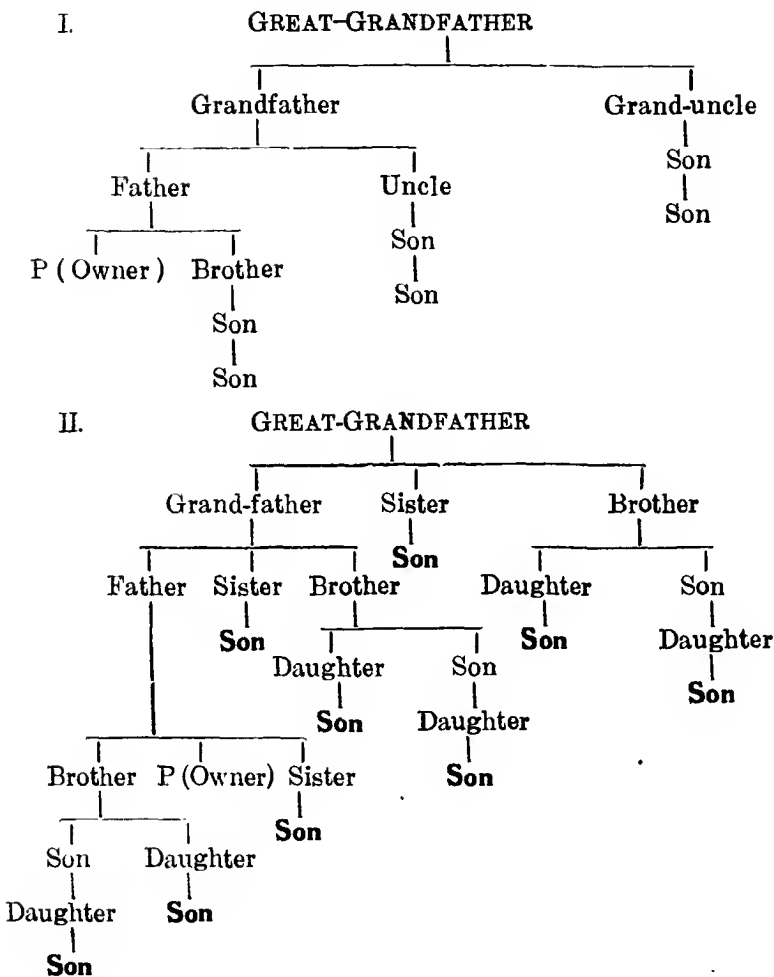 I. GREAT-GRANDFATHER
Grandfather Grand-uncle
Son
Father Uncle
Son
Son
P (Owner) Brother
Son
Son
Son
II. GREAT-GRANDFATHER
Grand-father Sister Brother
Son
Father Sister Brother Daughter Son
Son Son Daughter
Daughter Son
Son
Son Daughter
Son
Brother P (Owner) Sister
Son
Son Daughter
Daughter Son
Son